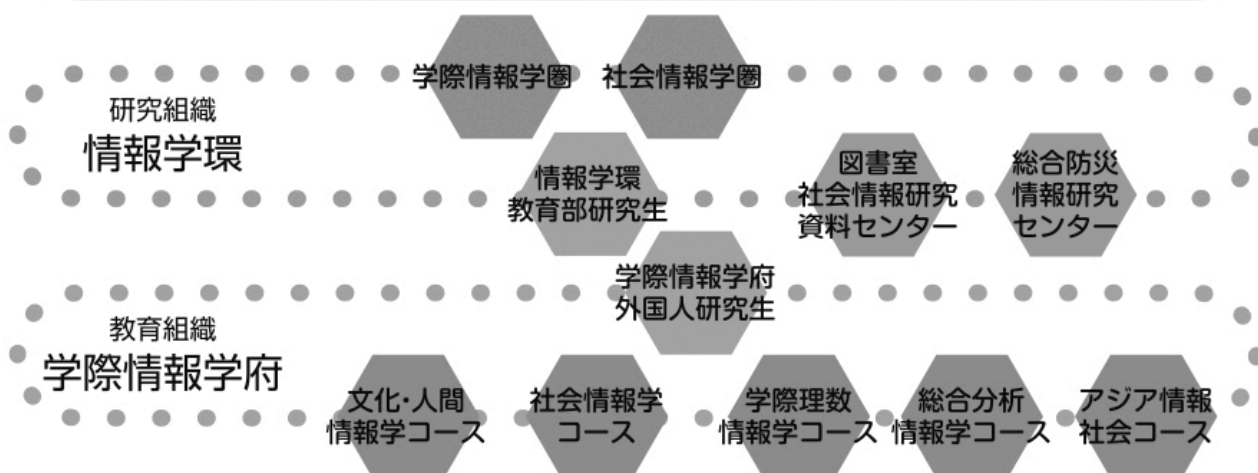 学際情報学圏
社会情報学圏
研究組織
情報学環
情報学環
教育部研究生
図書室
社会情報研究
資料センター
総合防災
情報研究
センター
学際情報学府
外国人研究生
教育組織
学際情報学府
文化・人間
情報学コース
社会情報学
コース
学際理数
情報学コース
総合分析
情報学コース
アジア情報
社会コース